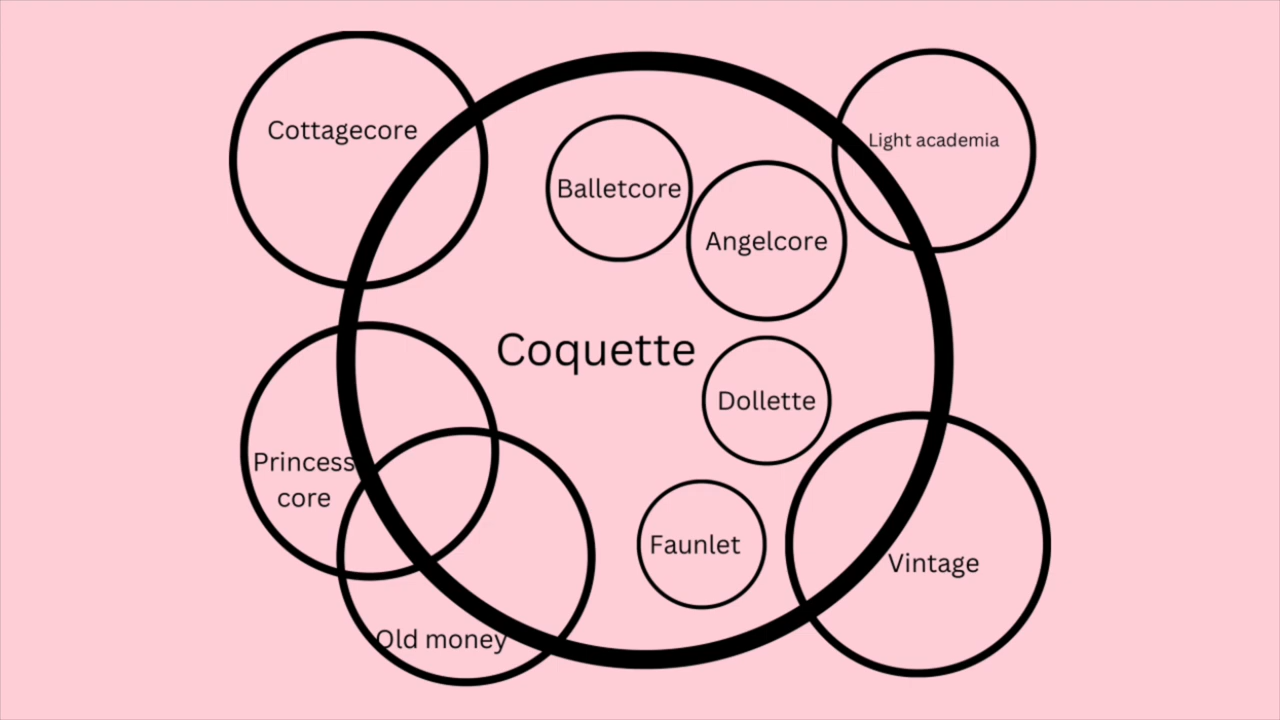 Cottagecore
Light academia
Balletcore
Angelcore
Coquette
Dollette
Princess
core
Faunlet
Vintage
Old money